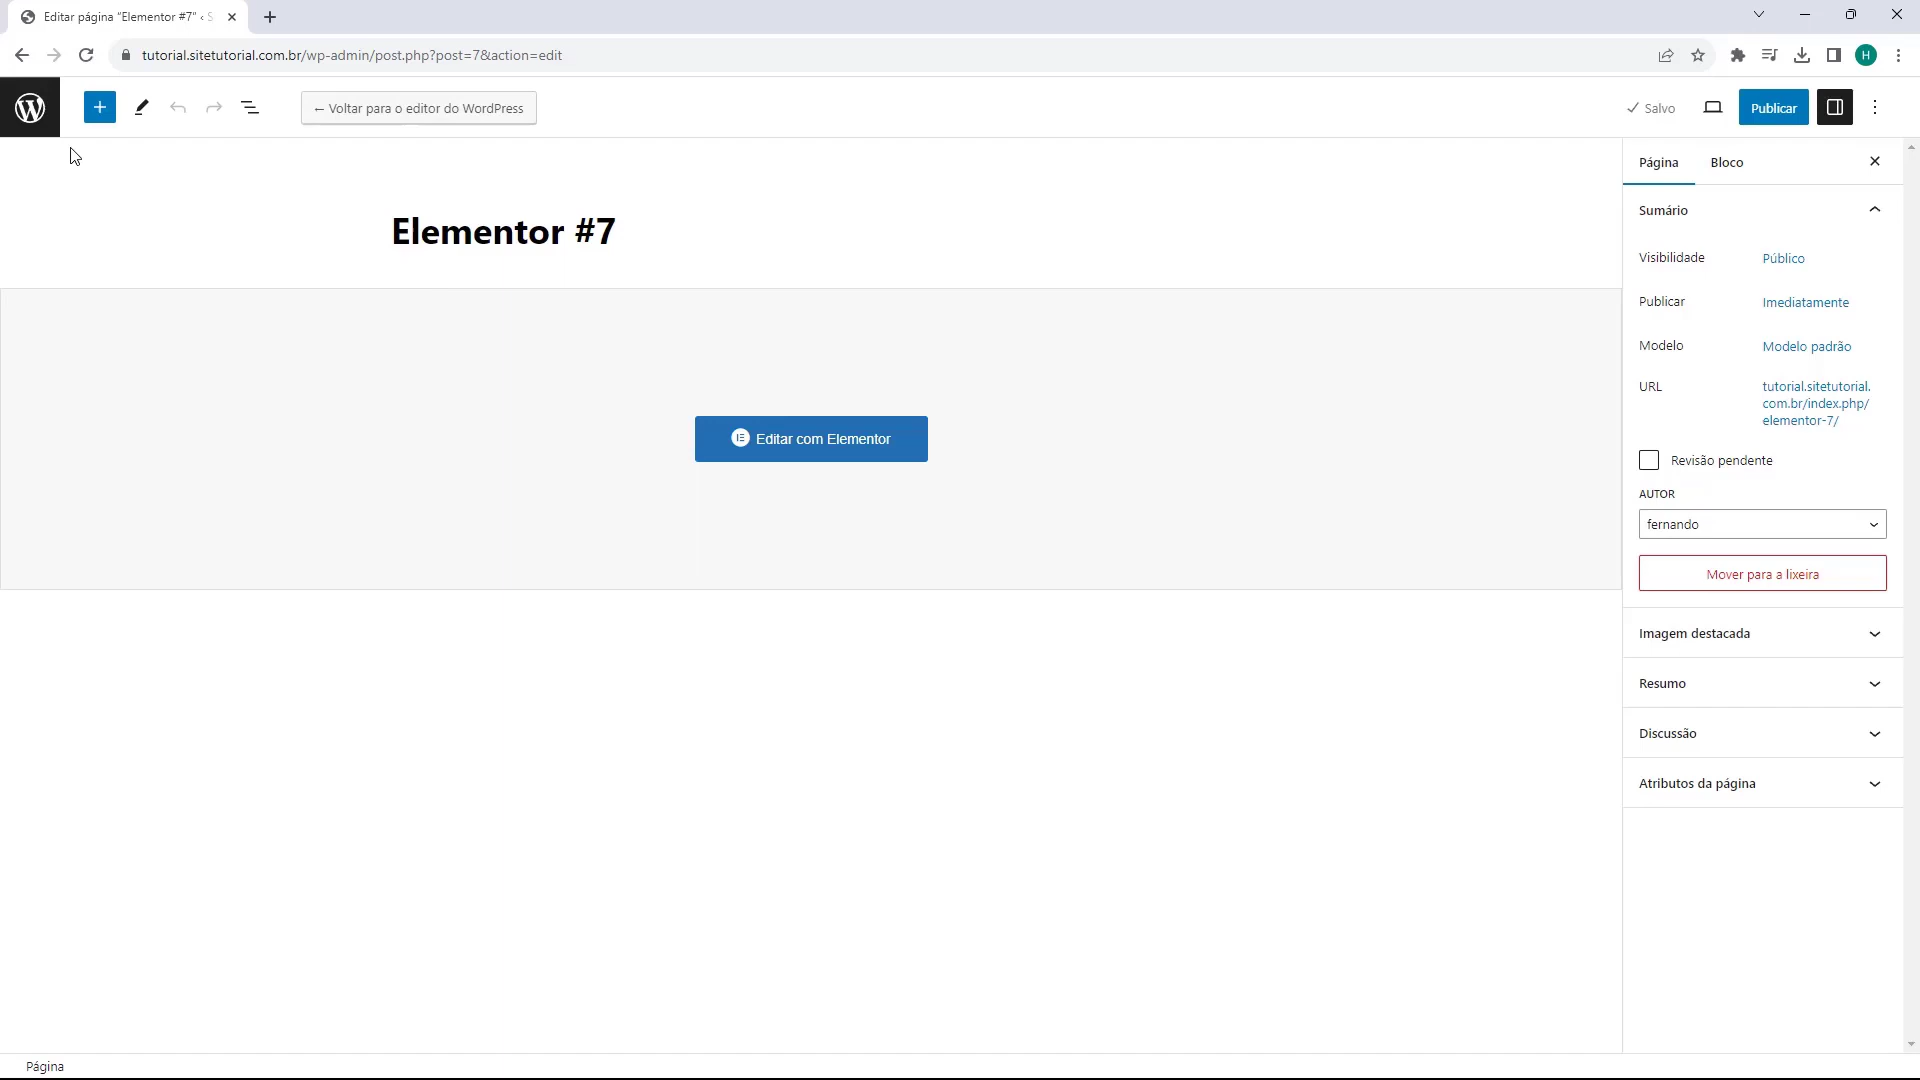 Editar página "Elementor #7" ‹ S
tutorial.sitetutorial.com.br/wp-admin/post.php?post=7&action=edit
H
← Voltar para o editor do WordPress
Salvo
Publicar
Página
Bloco
Elementor #7
Sumário
Visibilidade
Público
Publicar
Imediatamente
Modelo
Modelo padrão
URL
tutorial.sitetutorial.
com.br/index.php/
elementor-7/
Editar com Elementor
Revisão pendente
AUTOR
fernando
Mover para a lixeira
Imagem destacada
Resumo
Discussão
Atributos da página
Página